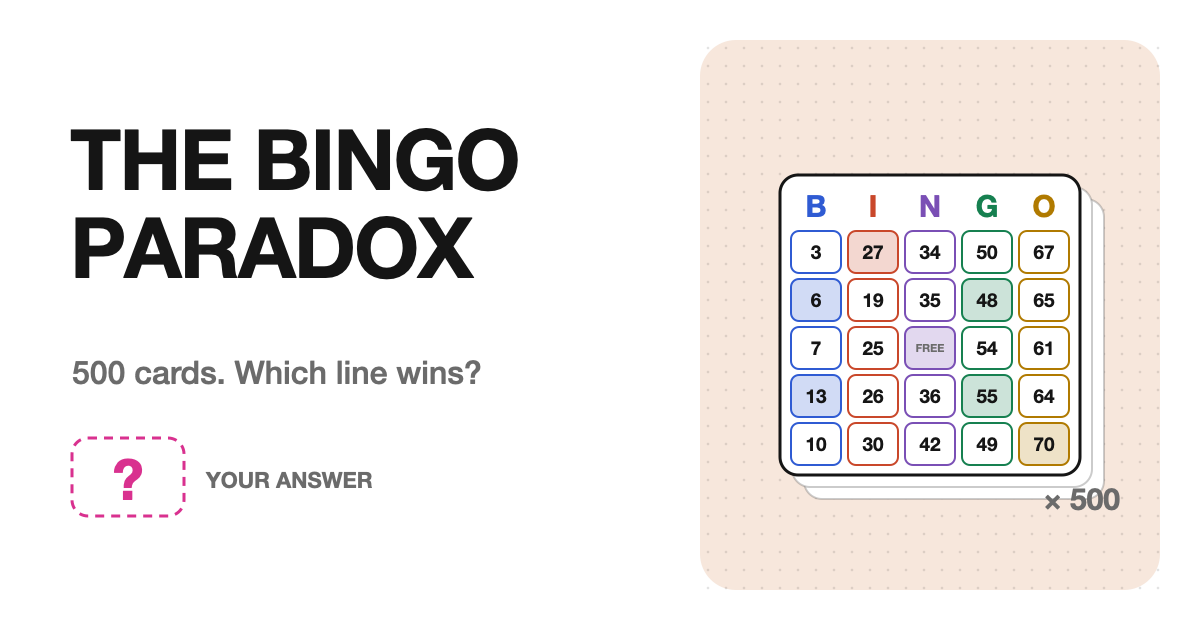 THE BINGO
PARADOX
500 cards. Which line wins?
?
YOUR ANSWER
B I N G O
3 27 34 50 67
6 19 35 48 65
7 25 FREE 54 61
13 26 36 55 64
10 30 42 49 70
× 500